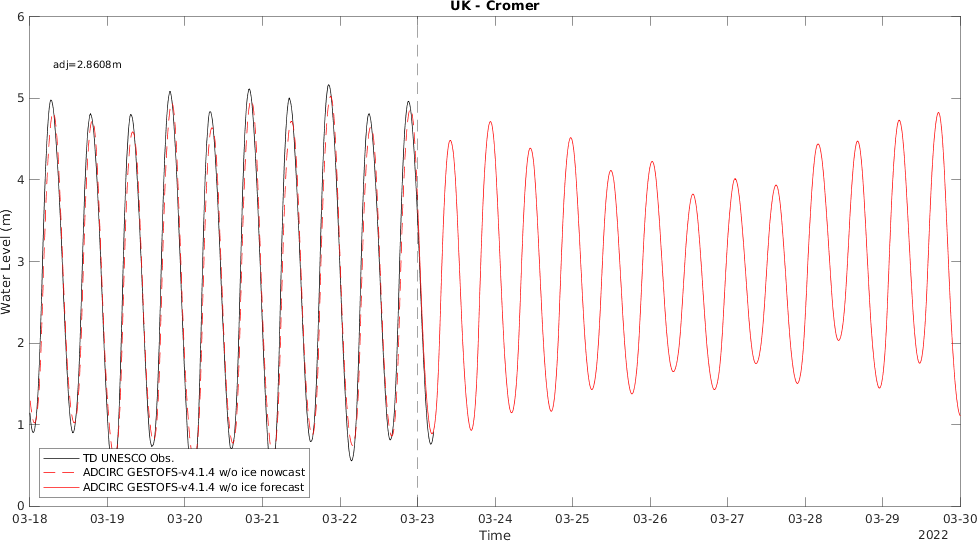 UK - Cromer
adj=2.8608m
Water Level (m)
6
5
4
3
2
1
0
TD UNESCO Obs.
ADCIRC GESTOFS-v4.1.4 w/o ice nowcast
ADCIRC GESTOFS-v4.1.4 w/o ice forecast
03-18 03-19 03-20 03-21 03-22 03-23 03-24 03-25 03-26 03-27 03-28 03-29 03-30
Time
2022